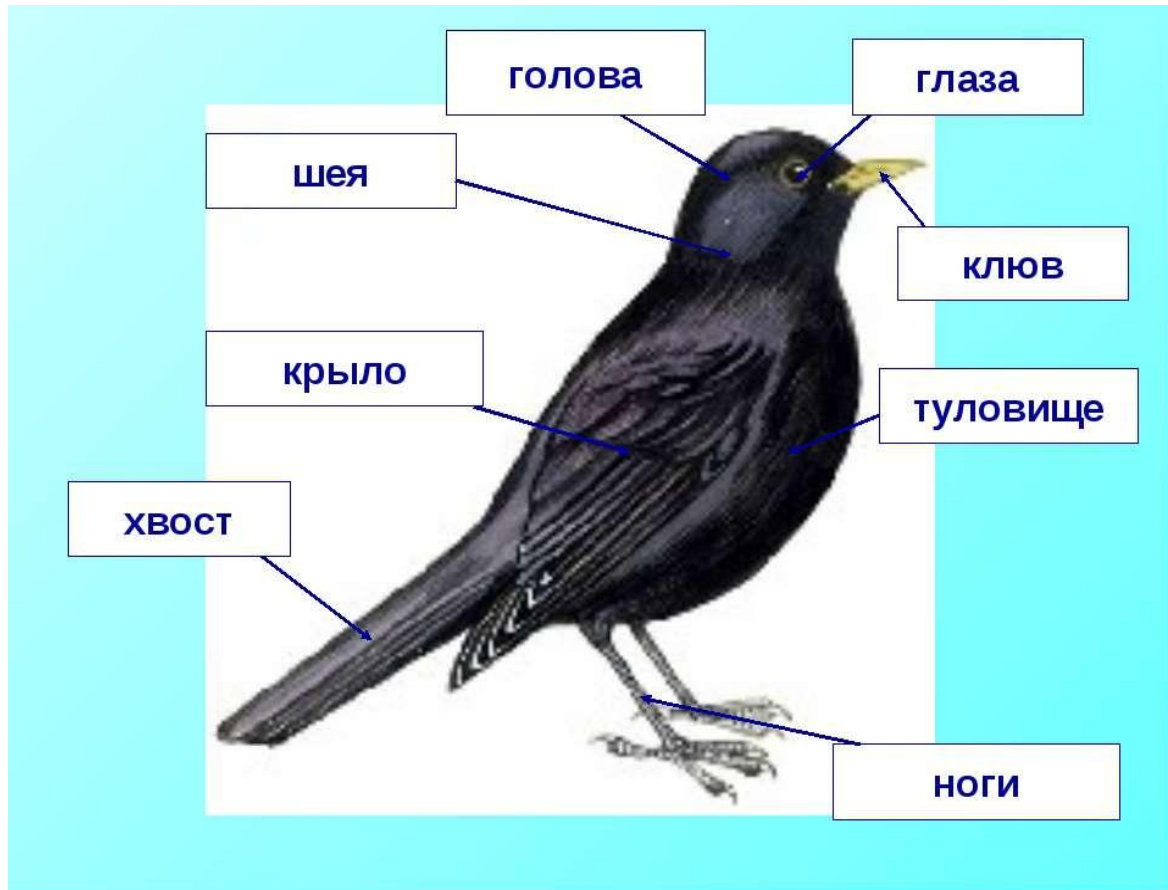 голова
глаза
шея
клюв
крыло
туловище
хвост
ноги